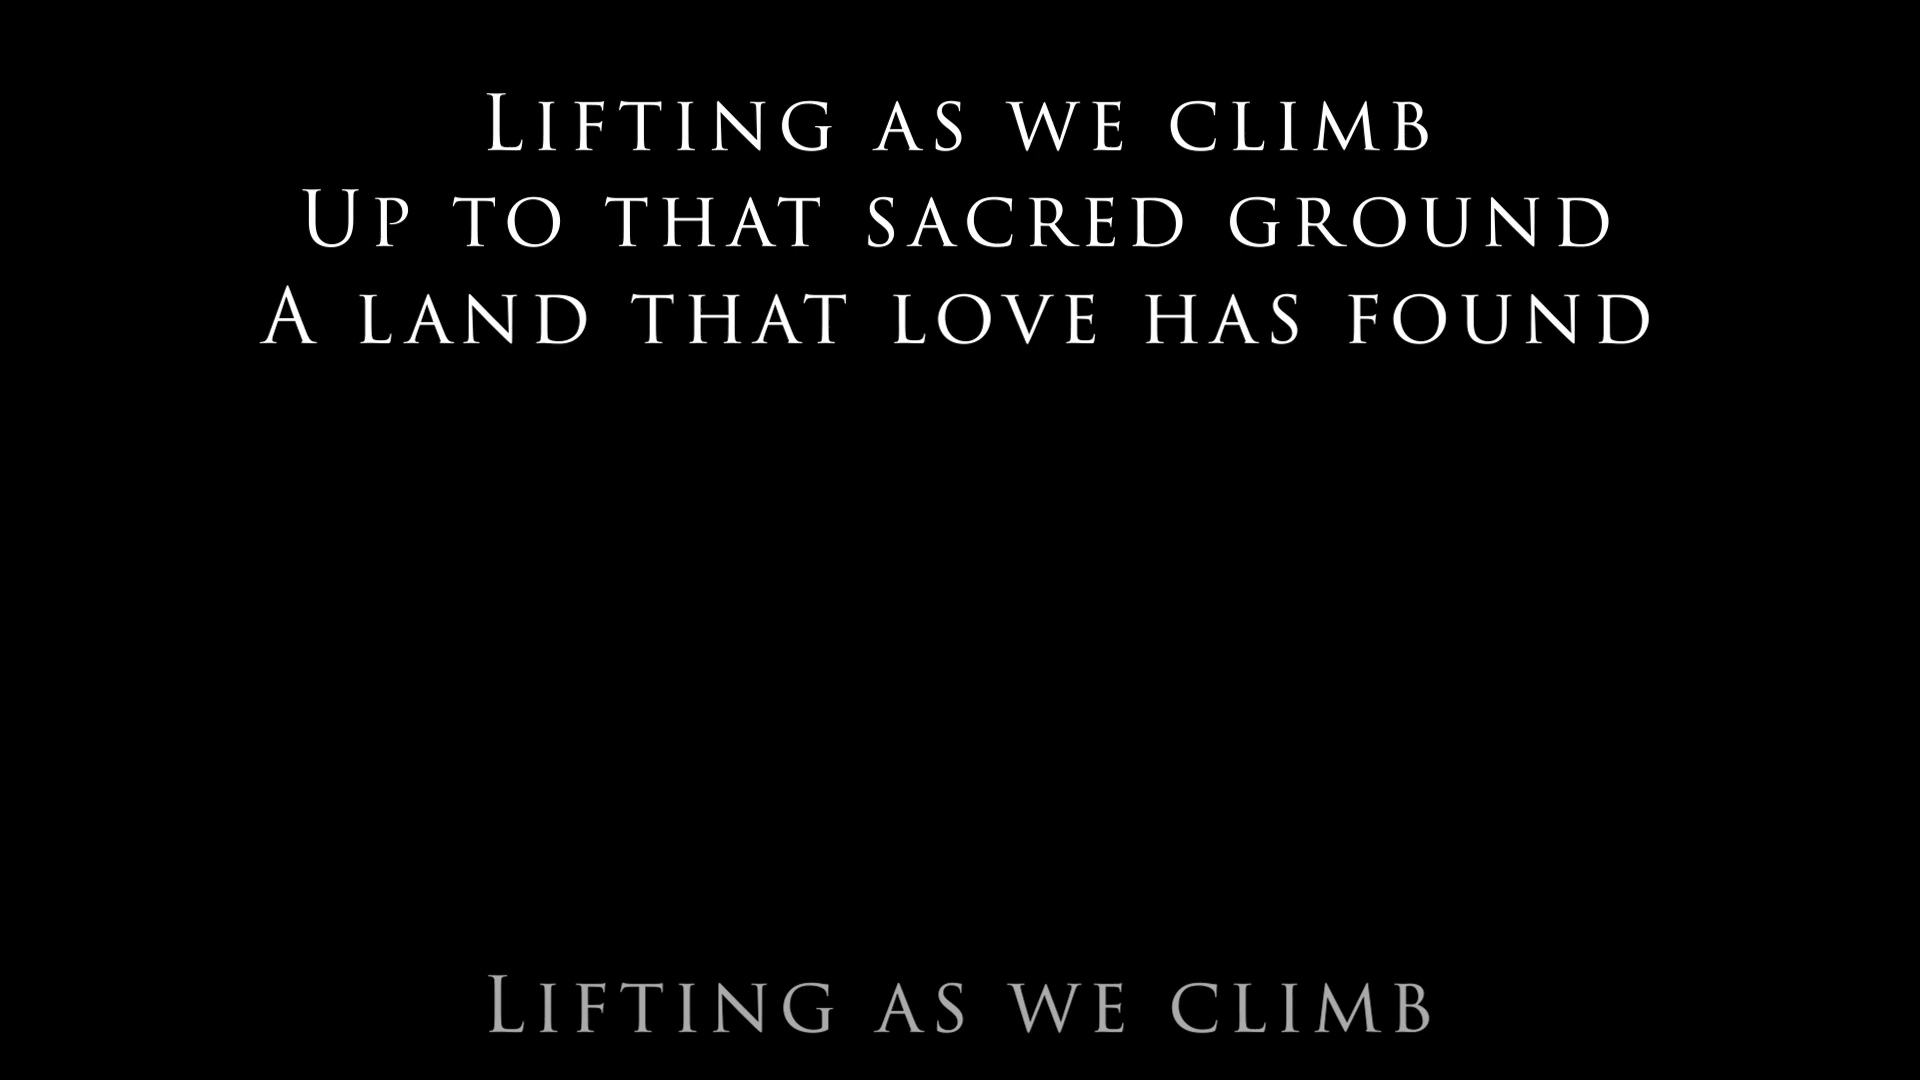 Lifting as we climb
Up to that sacred ground
A land that love has found
Lifting as we climb